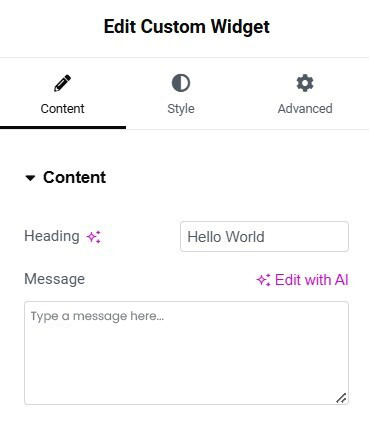 Edit Custom Widget
Content Style Advanced
Content
Heading Hello World
Message Edit with AI
Type a message here...